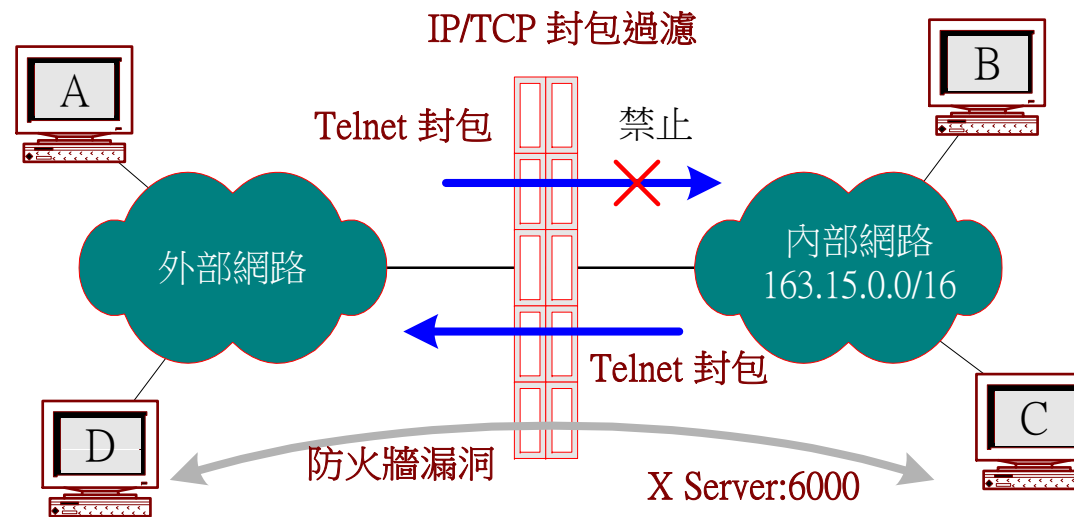 IP/TCP 封包過濾
A
B
Telnet 封包
禁止
外部網路
內部網路
163.15.0.0/16
Telnet 封包
D
C
防火牆漏洞
X Server:6000